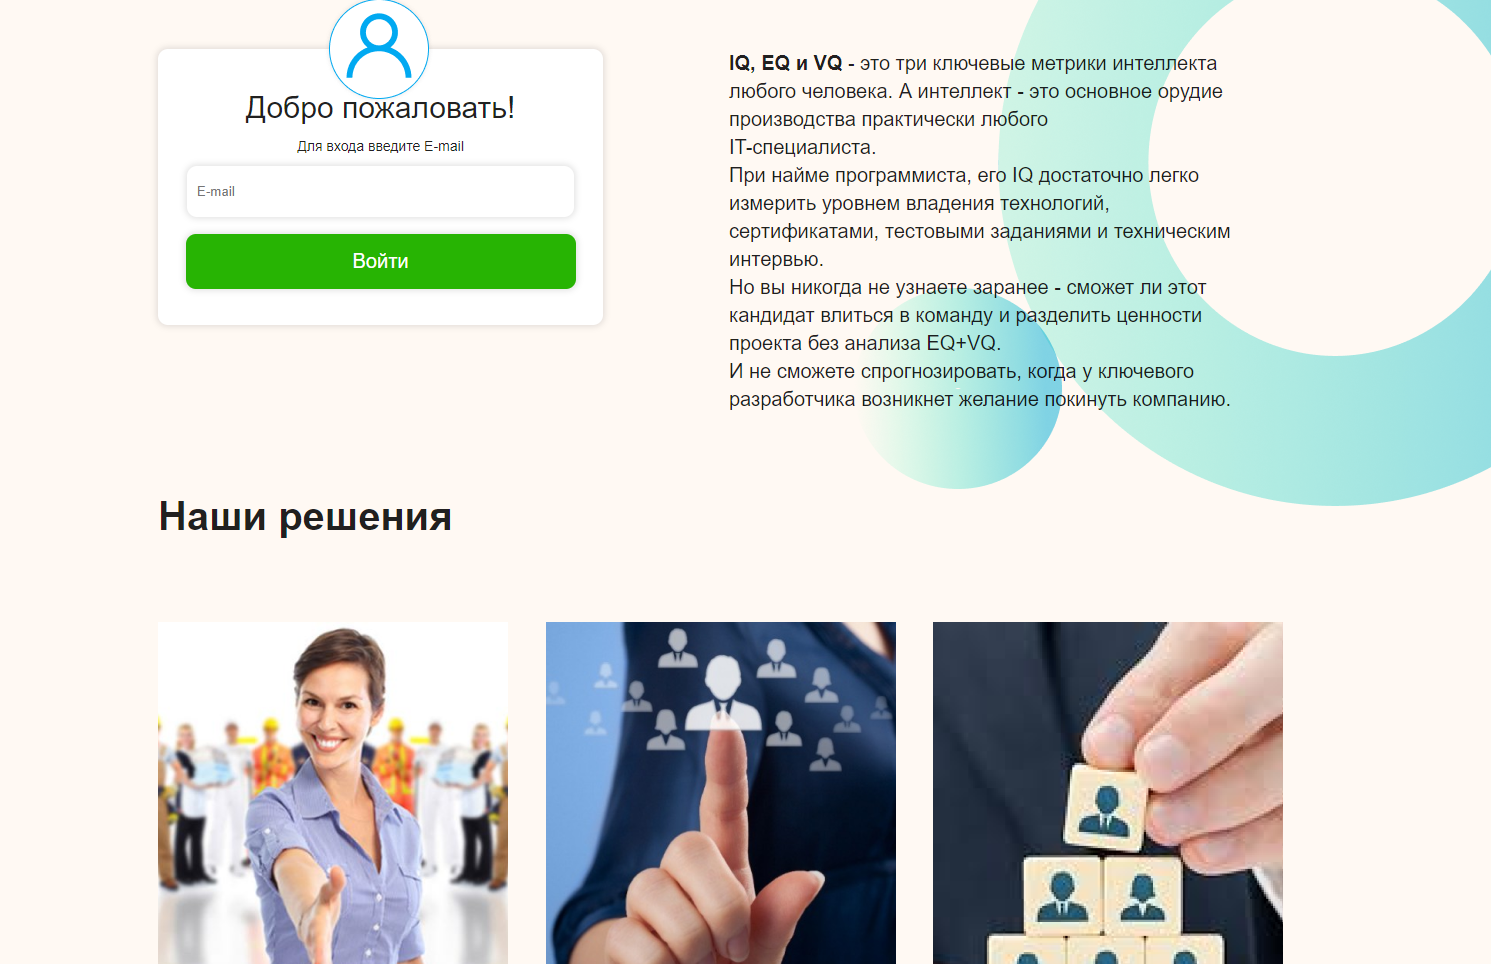 Добро пожаловать!
Для входа введите E-mail
E-mail
Войти
IQ, EQ и VQ - это три ключевые метрики интеллекта
любого человека. А интеллект - это основное орудие
производства практически любого
IT-специалиста.
При найме программиста, его IQ достаточно легко
измерить уровнем владения технологий,
сертификатами, тестовыми заданиями и техническим
интервью.
Но вы никогда не узнаете заранее - сможет ли этот
кандидат влиться в команду и разделить ценности
проекта без анализа EQ+VQ.
И не сможете спрогнозировать, когда у ключевого
разработчика возникнет желание покинуть компанию.
Наши решения